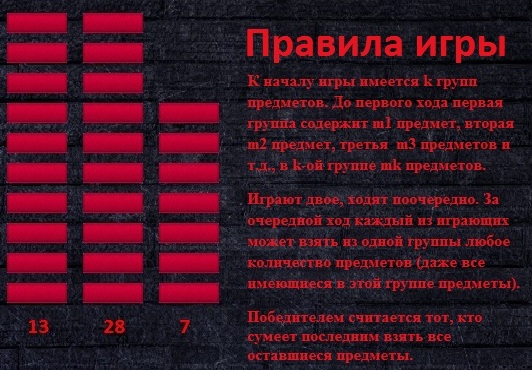 Правила игры
К началу игры имеется k групп
предметов. До первого хода первая
группа содержит m1 предмет, вторая
m2 предмет, третья m3 предметов и
т.д., в k-ой группе mk предметов.
Играют двое, ходят поочередно. За
очередной ход каждый из играющих
может взять из одной группы любое
количество предметов (даже все
имеющиеся в этой группе предметы).
Победителем считается тот, кто
сумеет последним взять все
оставшиеся предметы.
13 28 7